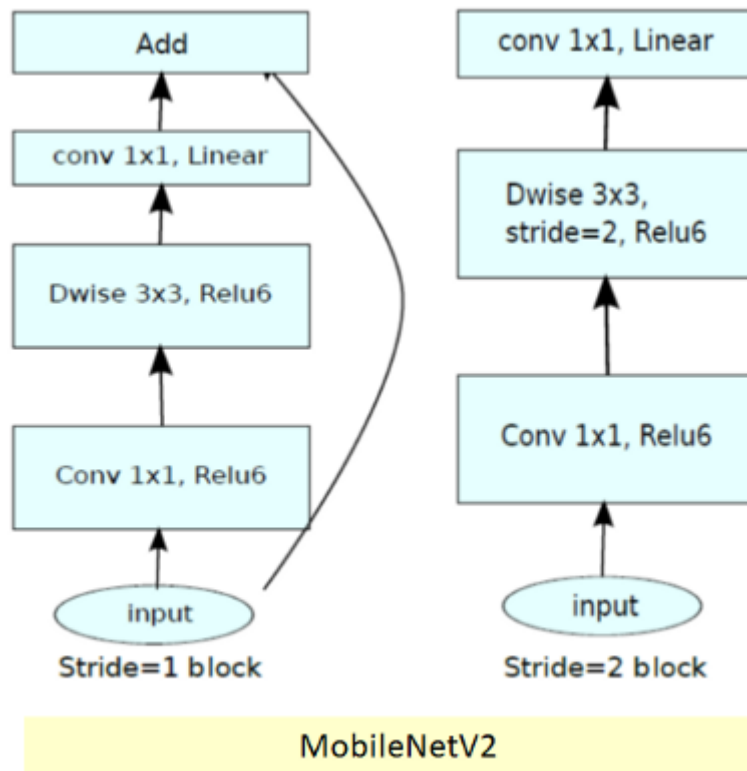 Add
conv 1x1, Linear
Dwise 3x3, Relu6
Conv 1x1, Relu6
input
Stride=1 block
conv 1x1, Linear
Dwise 3x3,
stride=2, Relu6
Conv 1x1, Relu6
input
Stride=2 block
MobileNetV2